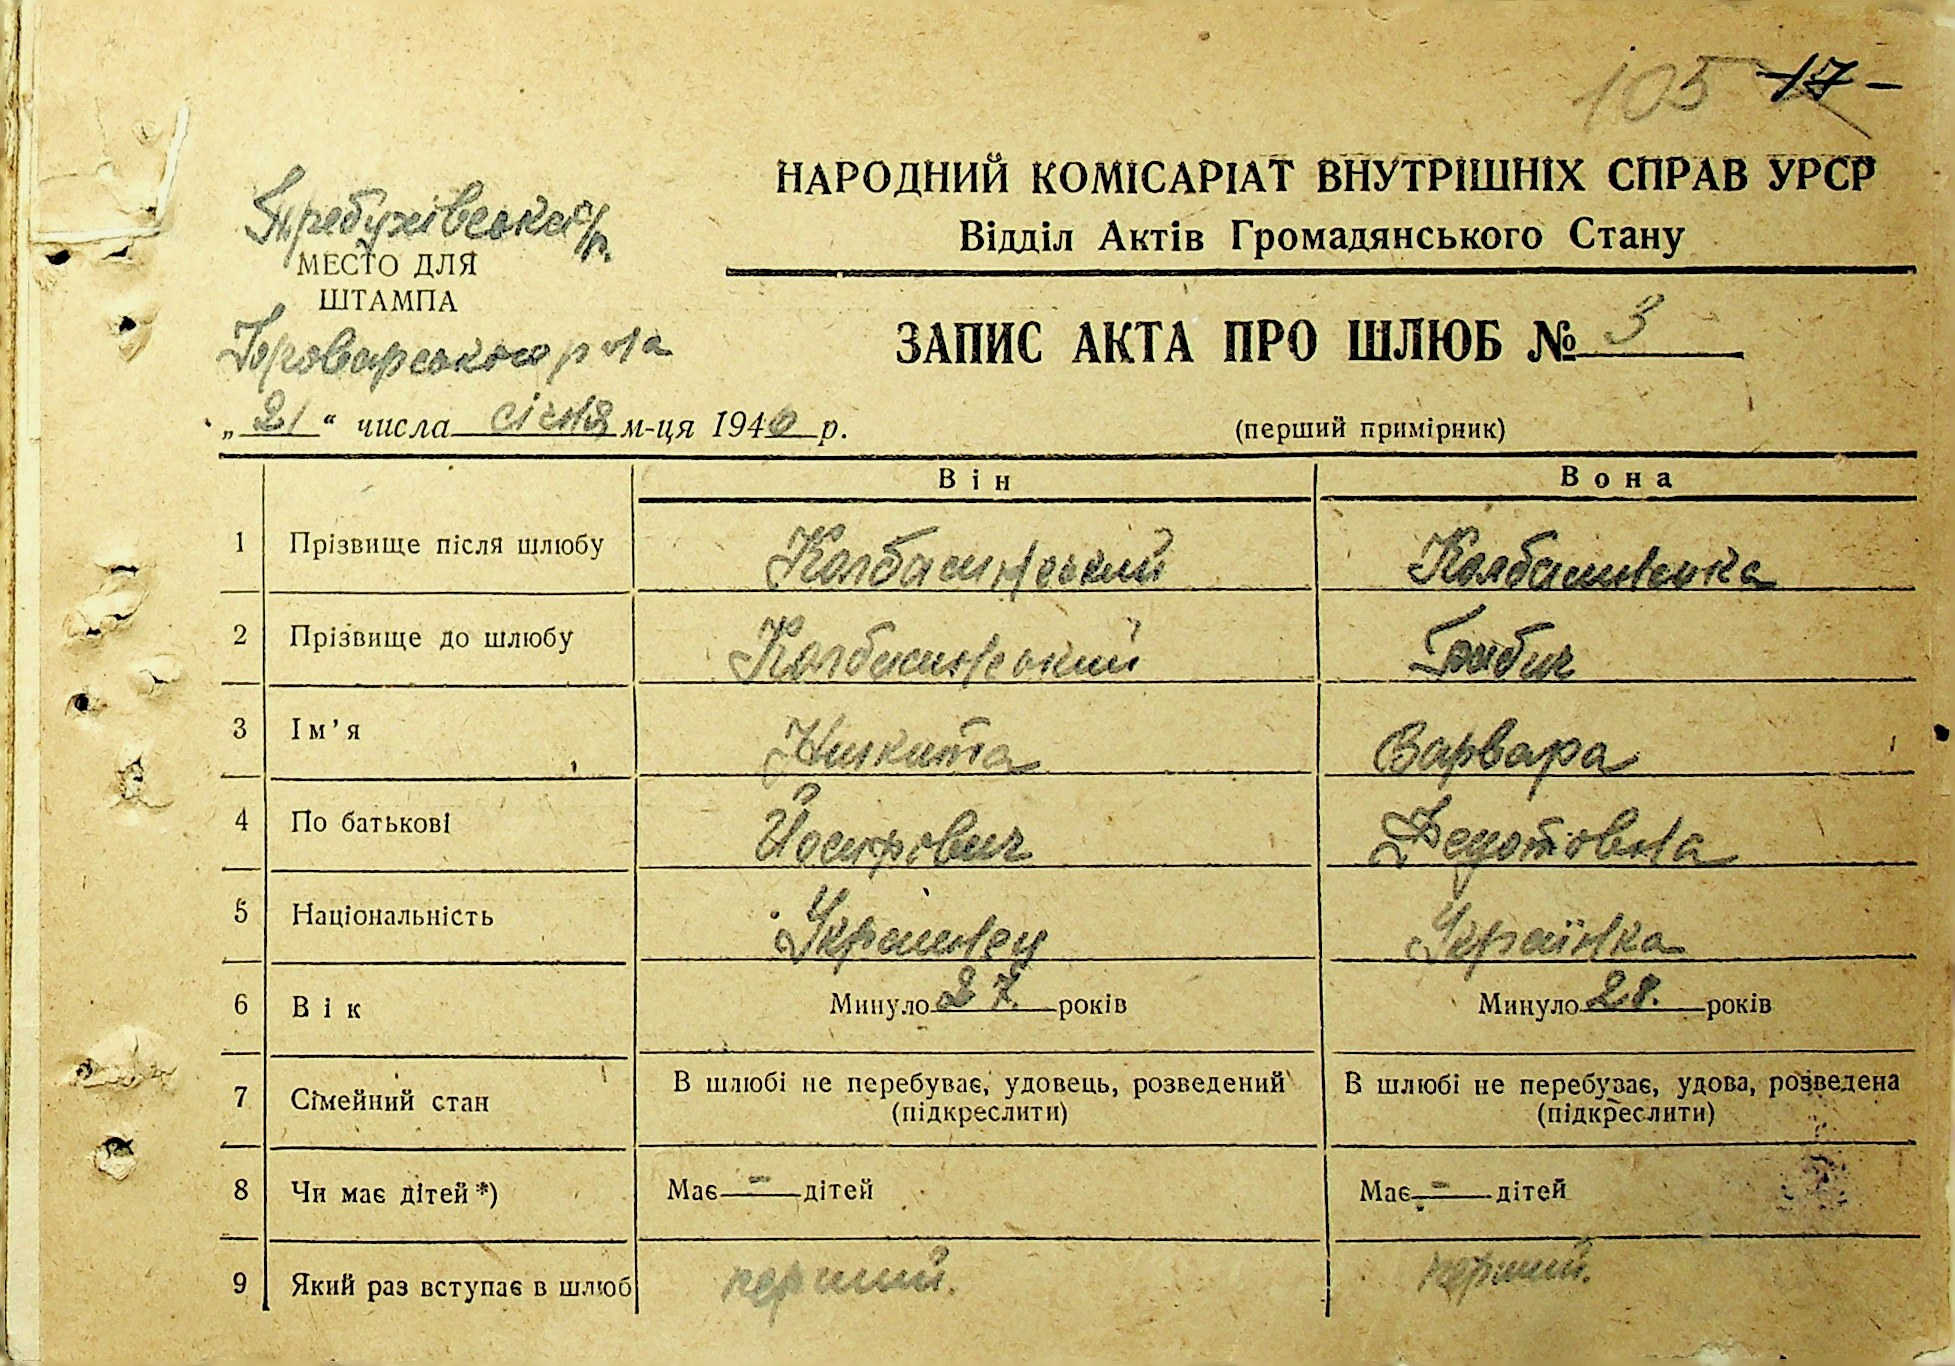 105 17 -
НАРОДНИЙ КОМІСАРІАТ ВНУТРІШНІХ СПРАВ УРСР
Відділ Актів Громадянського Стану
Требухівська с/р.
МЕСТО ДЛЯ
ШТАМПА
Броварського р-на
ЗАПИС АКТА ПРО ШЛЮБ № 3
„21“ числа січня м-ця 1940 р.
(перший примірник)
Він Вона
1 Прізвище після шлюбу Колбасинський Колбасинська
2 Прізвище до шлюбу Колбасинський
3 Ім’я Никита Варвара
4 По батькові Йосипович Федотовна
5 Національність Украинец Українка
6 Вік Минуло 27. років Минуло 28. років
7 Сімейний стан В шлюбі не перебуває, удовець, розведений (підкреслити) В шлюбі не перебуває, удова, розведена (підкреслити)
8 Чи має дітей*) Має - дітей Має - дітей
9 Який раз вступає в шлюб перший. перший.